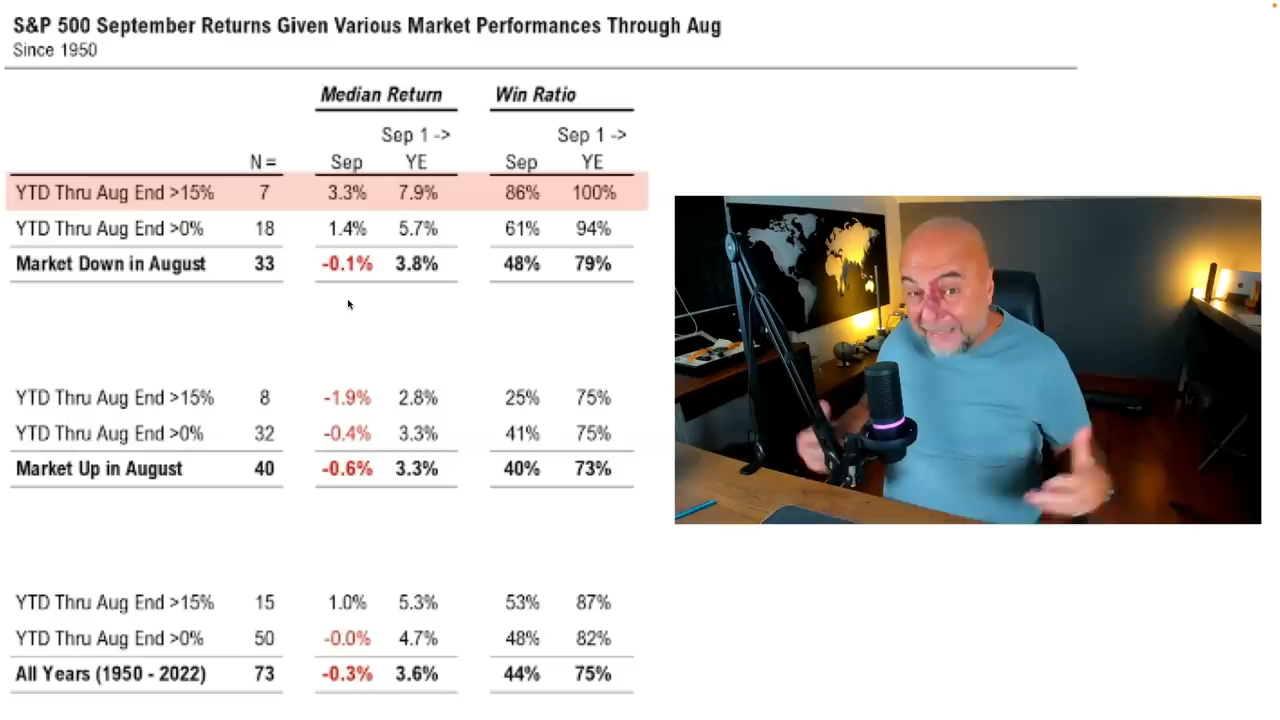 S&P 500 September Returns Given Various Market Performances Through Aug
Since 1950
Median Return Win Ratio
Sep 1 -> Sep 1 ->
N = Sep YE Sep YE
YTD Thru Aug End >15% 7 3.3% 7.9% 86% 100%
YTD Thru Aug End >0% 18 1.4% 5.7% 61% 94%
Market Down in August 33 -0.1% 3.8% 48% 79%
YTD Thru Aug End >15% 8 -1.9% 2.8% 25% 75%
YTD Thru Aug End >0% 32 -0.4% 3.3% 41% 75%
Market Up in August 40 -0.6% 3.3% 40% 73%
YTD Thru Aug End >15% 15 1.0% 5.3% 53% 87%
YTD Thru Aug End >0% 50 -0.0% 4.7% 48% 82%
All Years (1950 - 2022) 73 -0.3% 3.6% 44% 75%